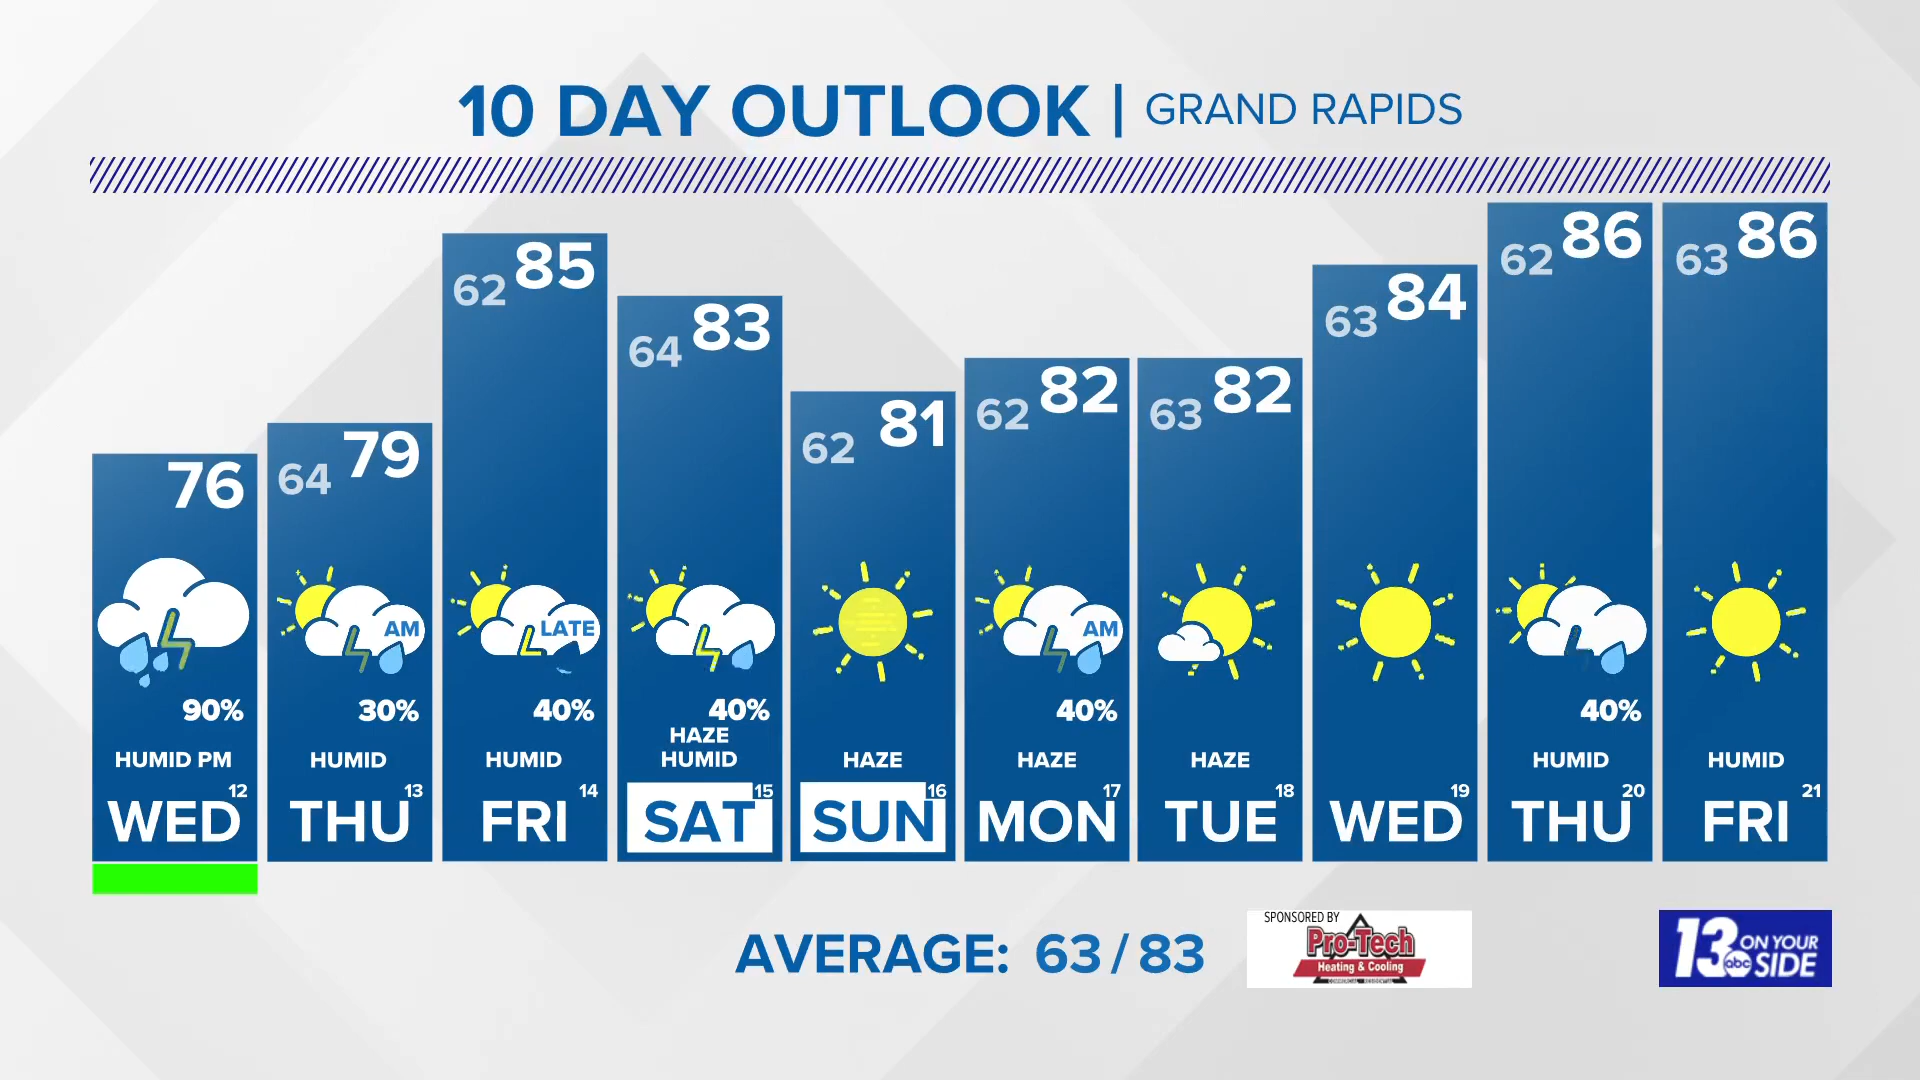 10 DAY OUTLOOK | GRAND RAPIDS
76
90%
HUMID PM
12
WED
64 79
AM
30%
HUMID
13
THU
62 85
LATE
40%
HUMID
14
FRI
64 83
40%
HAZE
HUMID
15
SAT
62 81
HAZE
16
SUN
62 82
AM
40%
HAZE
17
MON
63 82
HAZE
18
TUE
63 84
19
WED
62 86
40%
HUMID
20
THU
63 86
HUMID
21
FRI
AVERAGE: 63 / 83
SPONSORED BY
Pro-Tech
Heating & Cooling
COMMERCIAL - RESIDENTIAL
13 abc ON YOUR
SIDE